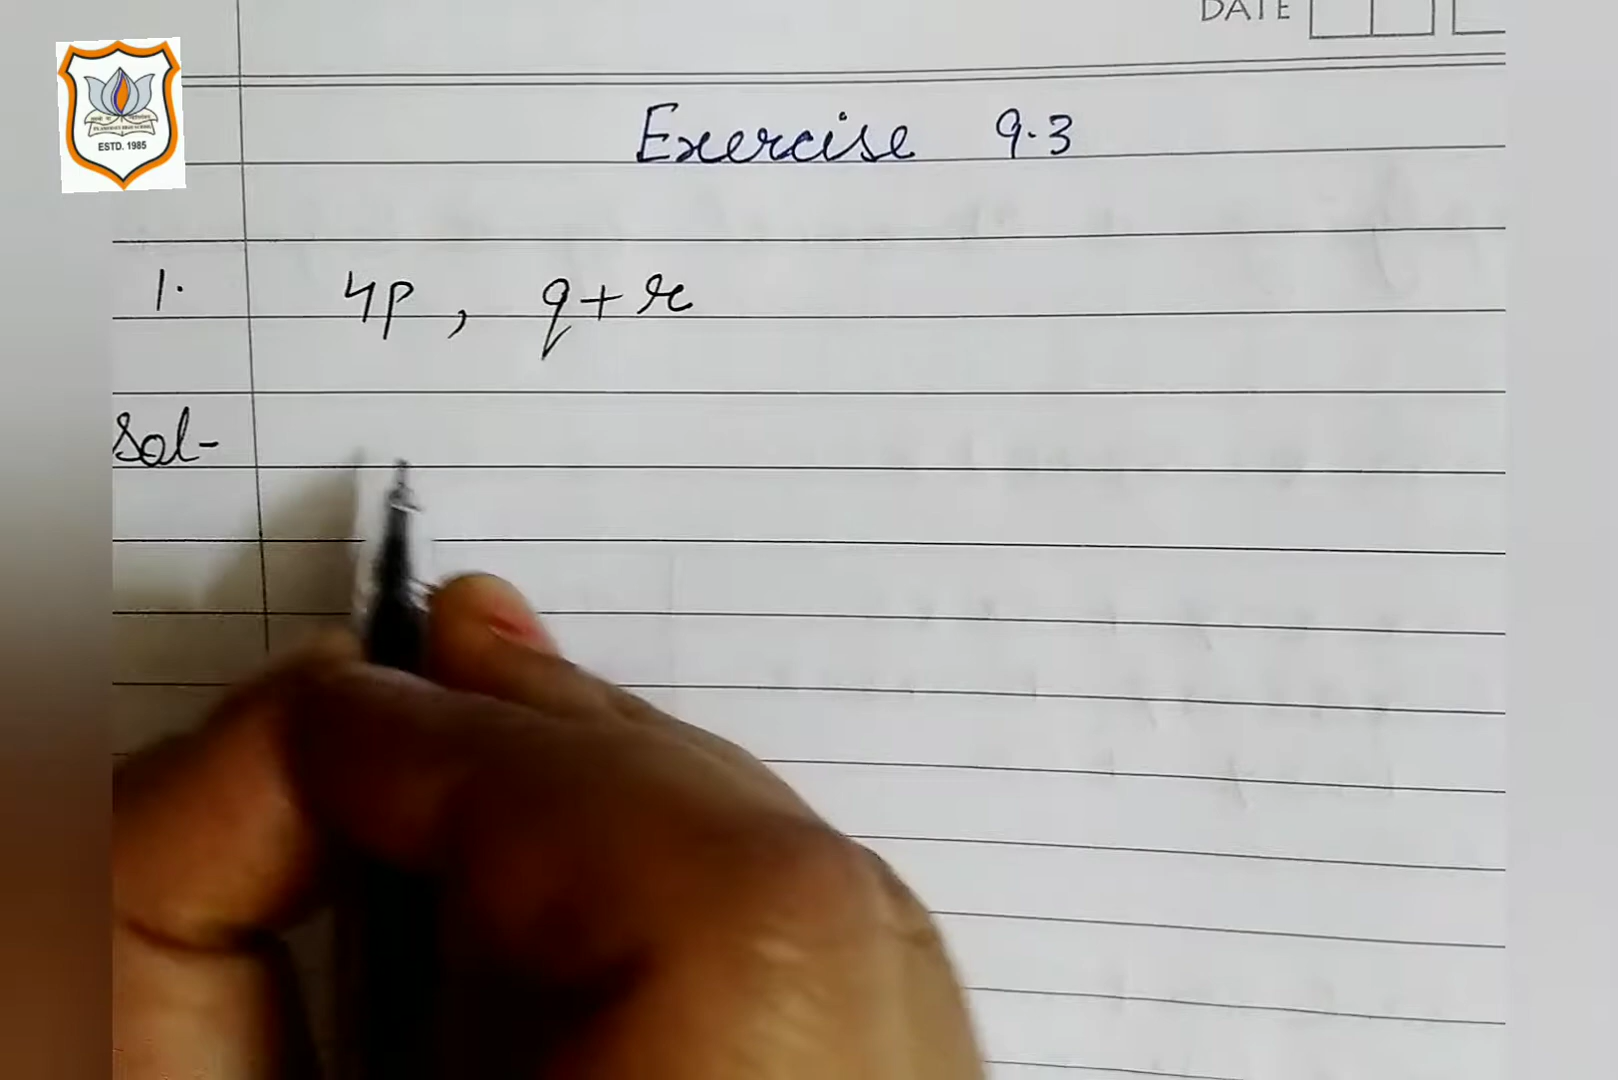 DATE
ESTD. 1985
Exercise 9.3
1. 4p, q+r
Sol-